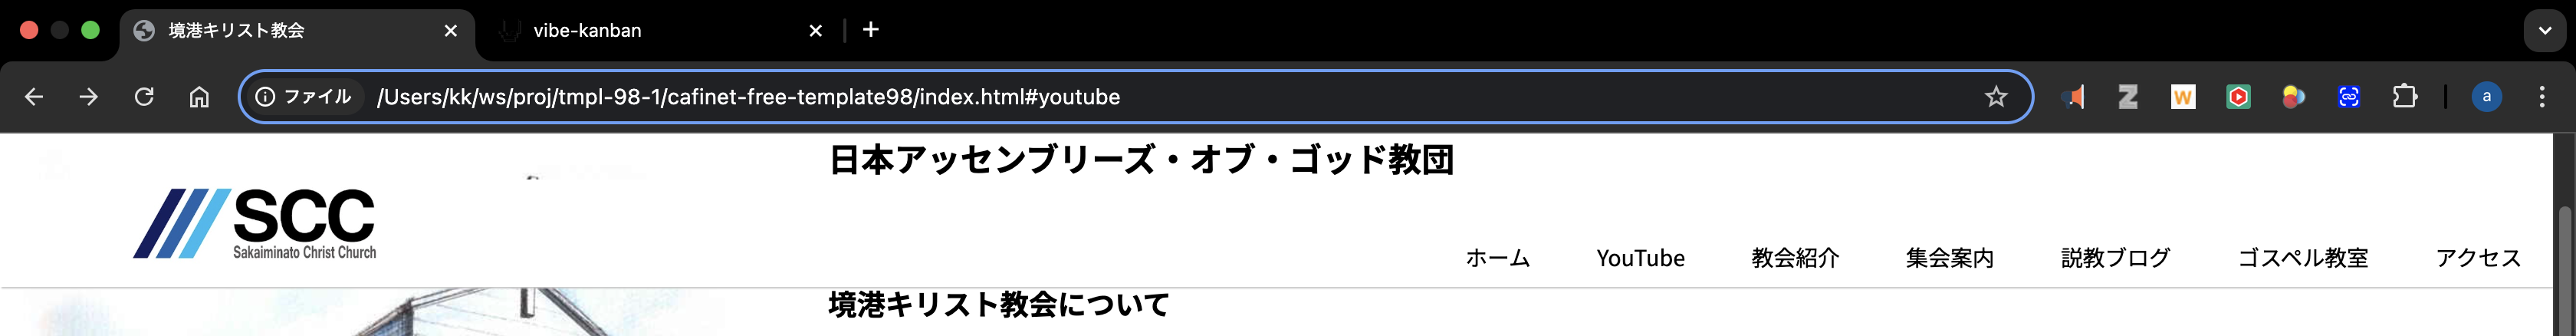 境港キリスト教会
vibe-kanban
ファイル /Users/kk/ws/proj/tmpl-98-1/cafinet-free-template98/index.html#youtube
Z
W
a
日本アッセンブリーズ・オブ・ゴッド教団
SCC
Sakaiminato Christ Church
ホーム YouTube 教会紹介 集会案内 説教ブログ ゴスペル教室 アクセス
境港キリスト教会について